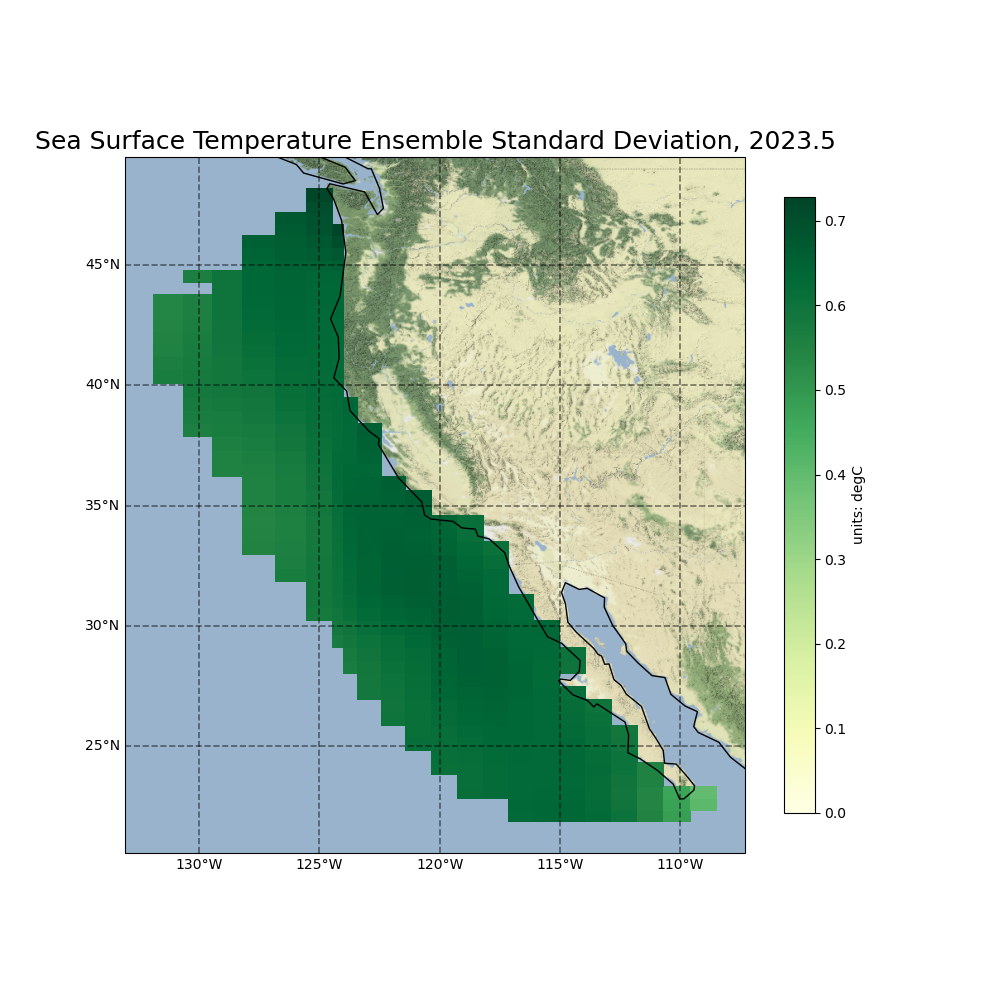 Sea Surface Temperature Ensemble Standard Deviation, 2023.5
45°N
40°N
35°N
30°N
25°N
130°W
125°W
120°W
115°W
110°W
0.7
0.6
0.5
0.4
0.3
0.2
0.1
0.0
units: degC